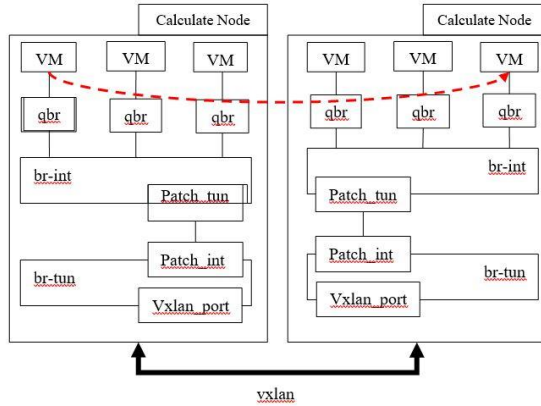 Calculate Node
VM VM VM
qbr qbr qbr
br-int
Patch_tun
Patch_int
br-tun
Vxlan_port
Calculate Node
VM VM VM
qbr qbr qbr
br-int
Patch_tun
Patch_int
br-tun
Vxlan_port
vxlan